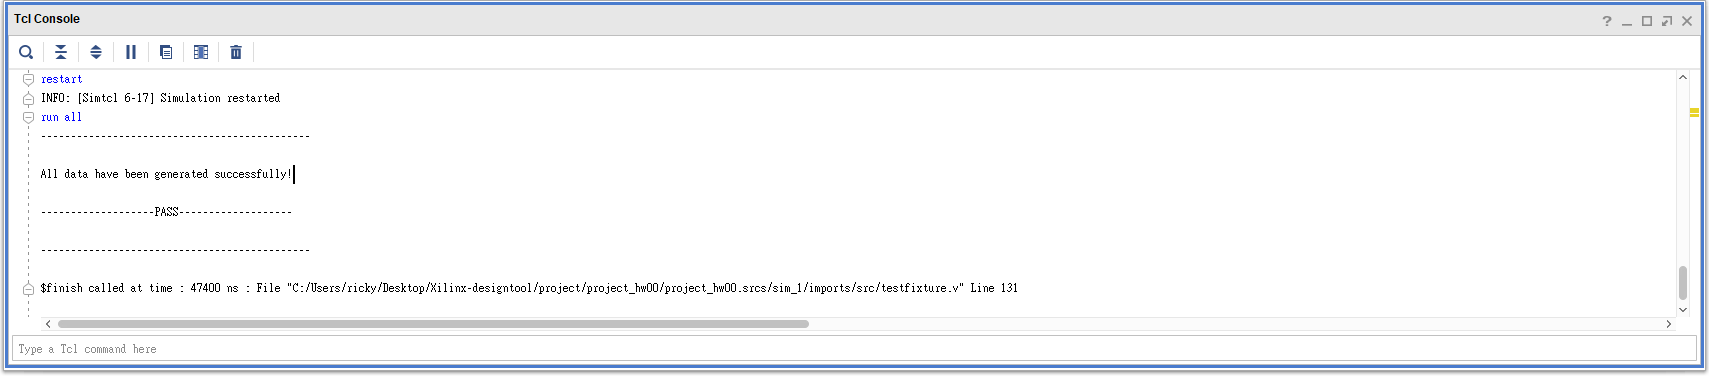 Tcl Console
restart
INFO: [Simtcl 6-17] Simulation restarted
run all
---------------------------------------------
All data have been generated successfully!
-------------------PASS-------------------
---------------------------------------------
$finish called at time : 47400 ns : File "C:/Users/ricky/Desktop/Xilinx-designtool/project/project_hw00/project_hw00.srcs/sim_1/imports/src/testfixture.v" Line 131
Type a Tcl command here